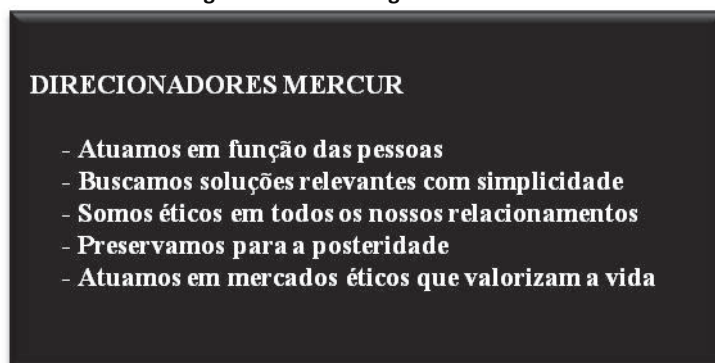 DIRECIONADORES MERCUR
- Atuamos em função das pessoas
- Buscamos soluções relevantes com simplicidade
- Somos éticos em todos os nossos relacionamentos
- Preservamos para a posteridade
- Atuamos em mercados éticos que valorizam a vida